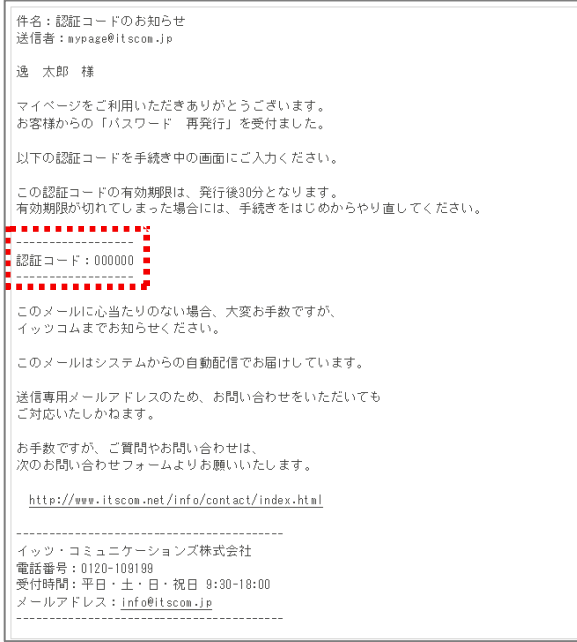 件名：認証コードのお知らせ
送信者：mypage@itscom.jp
逸　太郎　様
マイページをご利用いただきありがとうございます。
お客様からの「パスワード　再発行」を受付ました。
以下の認証コードを手続き中の画面にご入力ください。
この認証コードの有効期限は、発行後30分となります。
有効期限が切れてしまった場合には、手続きをはじめからやり直してください。
------------------
認証コード：000000
------------------
このメールに心当たりのない場合、大変お手数ですが、
イッツコムまでお知らせください。
このメールはシステムからの自動配信でお届けしています。
送信専用メールアドレスのため、お問い合わせをいただいても
ご対応いたしかねます。
お手数ですが、ご質問やお問い合わせは、
次のお問い合わせフォームよりお願いいたします。
http://www.itscom.net/info/contact/index.html
-----------------------------------------
イッツ・コミュニケーションズ株式会社
電話番号：0120-109199
受付時間：平日・土・日・祝日 9:30-18:00
メールアドレス：info@itscom.jp
-----------------------------------------